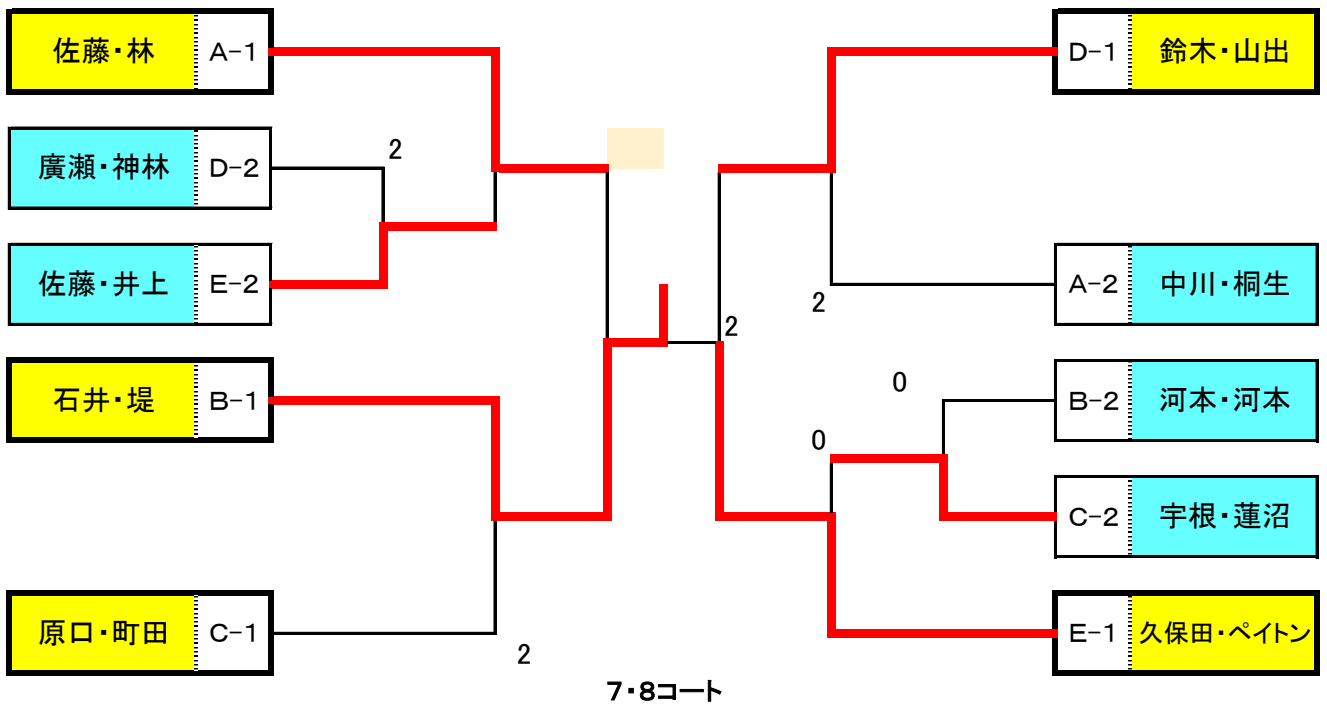 佐藤・林 A-1
D-1 鈴木・山出
2
廣瀬・神林 D-2
佐藤・井上 E-2
A-2 中川・桐生
2
2
石井・堤 B-1
0
B-2 河本・河本
0
C-2 宇根・蓮沼
原口・町田 C-1
E-1 久保田・ペイトン
2
7・8コート